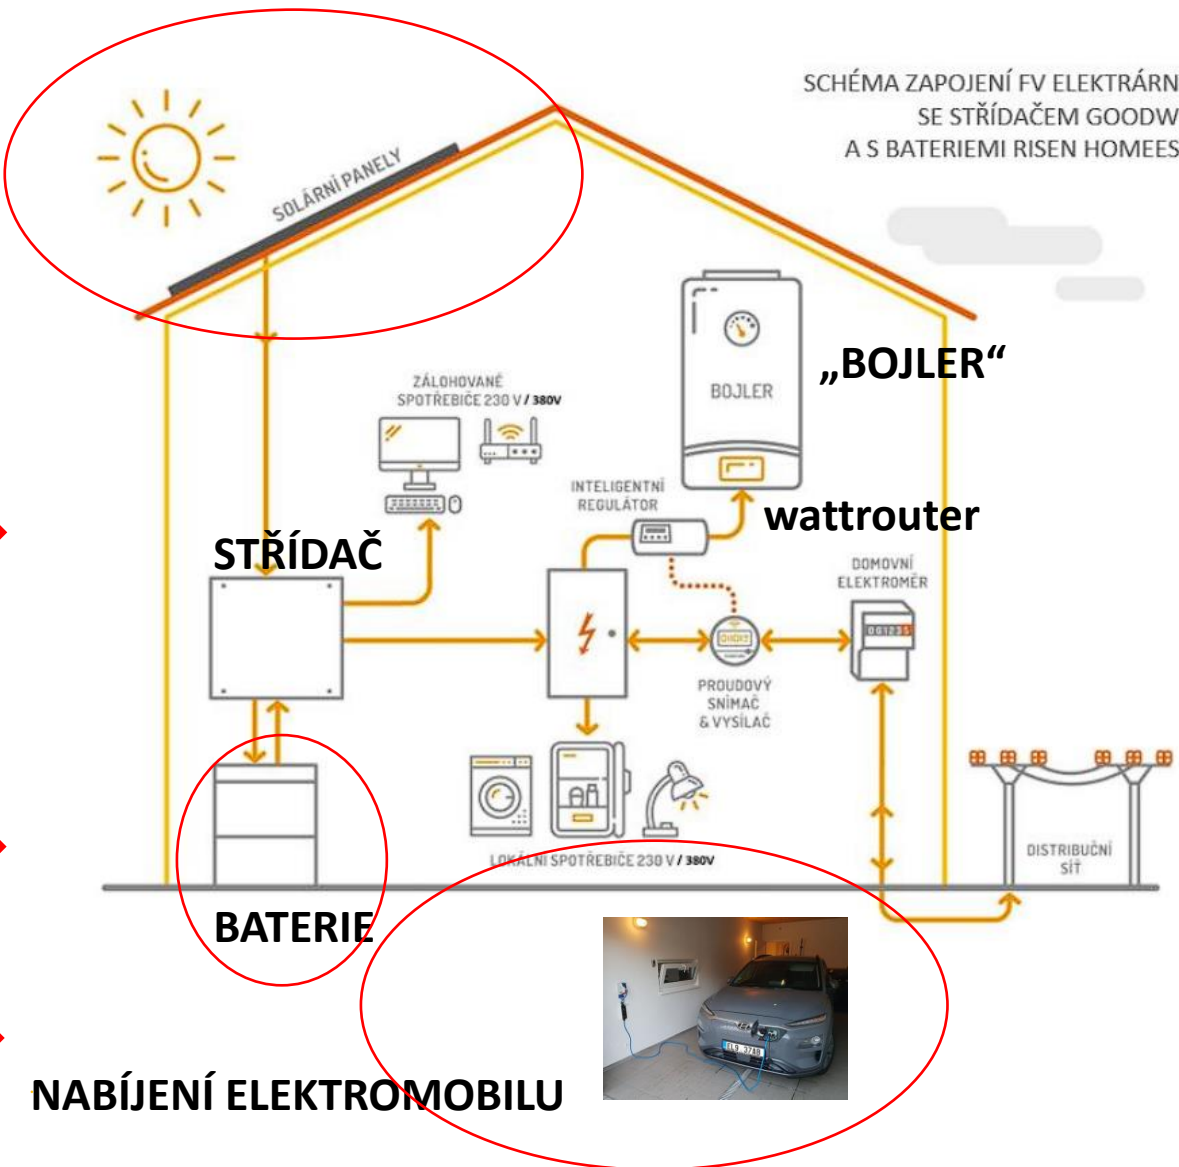 SCHÉMA ZAPOJENÍ FV ELEKTRÁRN
SE STŘÍDAČEM GOODW
A S BATERIEMI RISEN HOMEES
SOLÁRNÍ PANELY
„BOJLER“
BOJLER
ZÁLOHOVANÉ
SPOTŘEBIČE 230 V / 380V
INTELIGENTNÍ
REGULÁTOR
wattrouter
STŘÍDAČ
DOMOVNÍ
ELEKTROMĚR
001235
PROUDOVÝ
SNÍMAČ
& VYSÍLAČ
LOKÁLNÍ SPOTŘEBIČE 230 V / 380V
DISTRIBUČNÍ
SÍŤ
BATERIE
NABÍJENÍ ELEKTROMOBILU